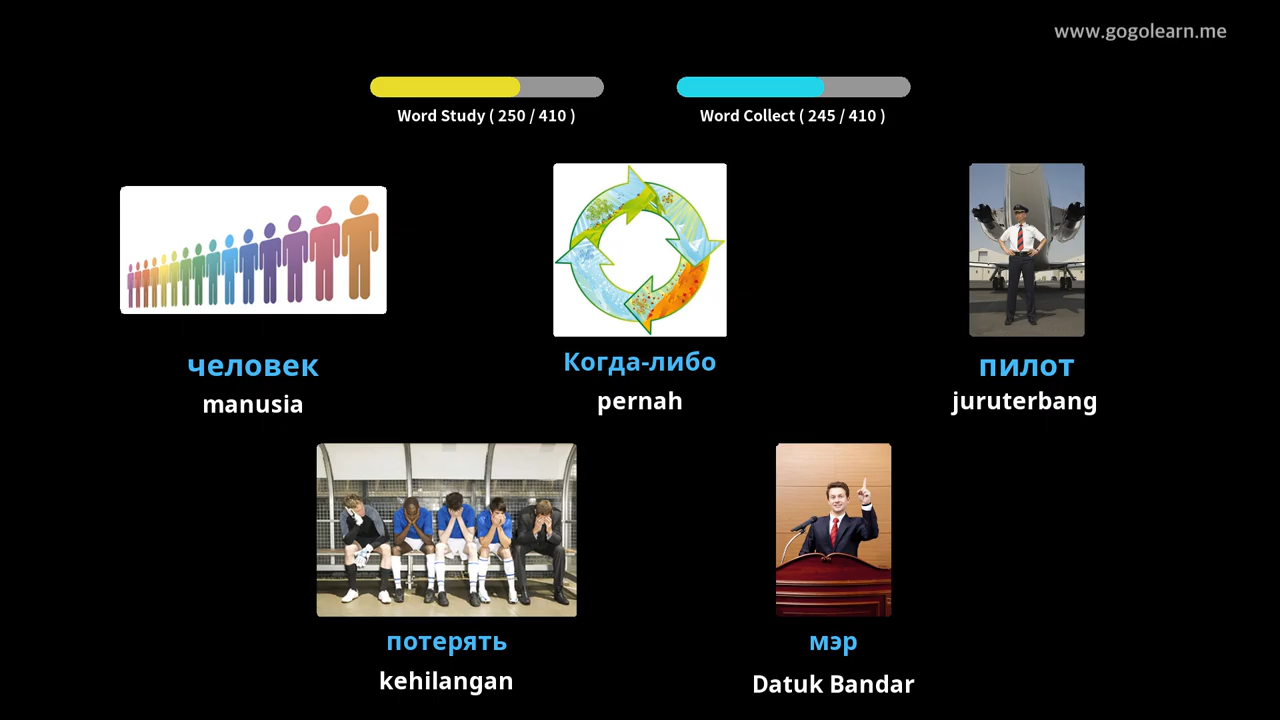 www.gogolearn.me
Word Study ( 250 / 410 )
Word Collect ( 245 / 410 )
человек
manusia
Когда-либо
pernah
пилот
juruterbang
потерять
kehilangan
мэр
Datuk Bandar